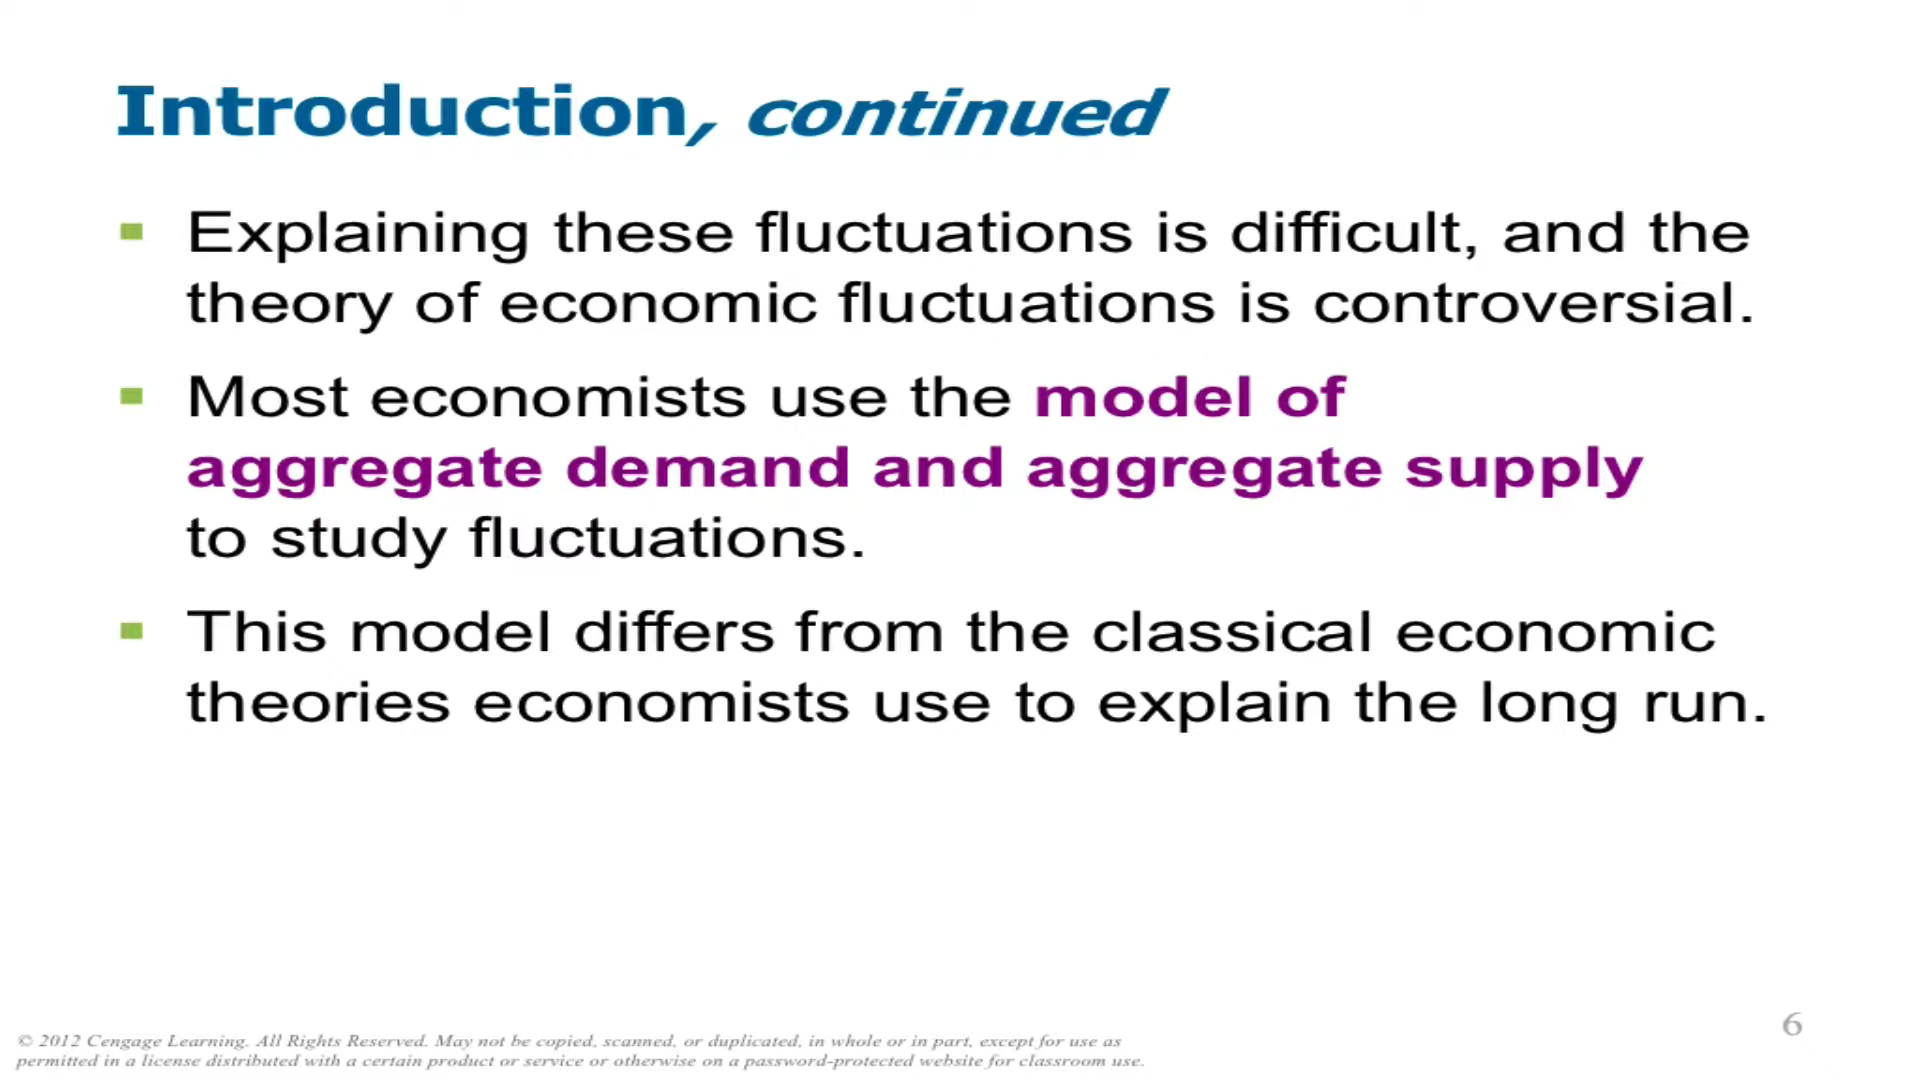 Introduction, continued
Explaining these fluctuations is difficult, and the
theory of economic fluctuations is controversial.
Most economists use the model of
aggregate demand and aggregate supply
to study fluctuations.
This model differs from the classical economic
theories economists use to explain the long run.
© 2012 Cengage Learning. All Rights Reserved. May not be copied, scanned, or duplicated, in whole or in part, except for use as
permitted in a license distributed with a certain product or service or otherwise on a password-protected website for classroom use.
6